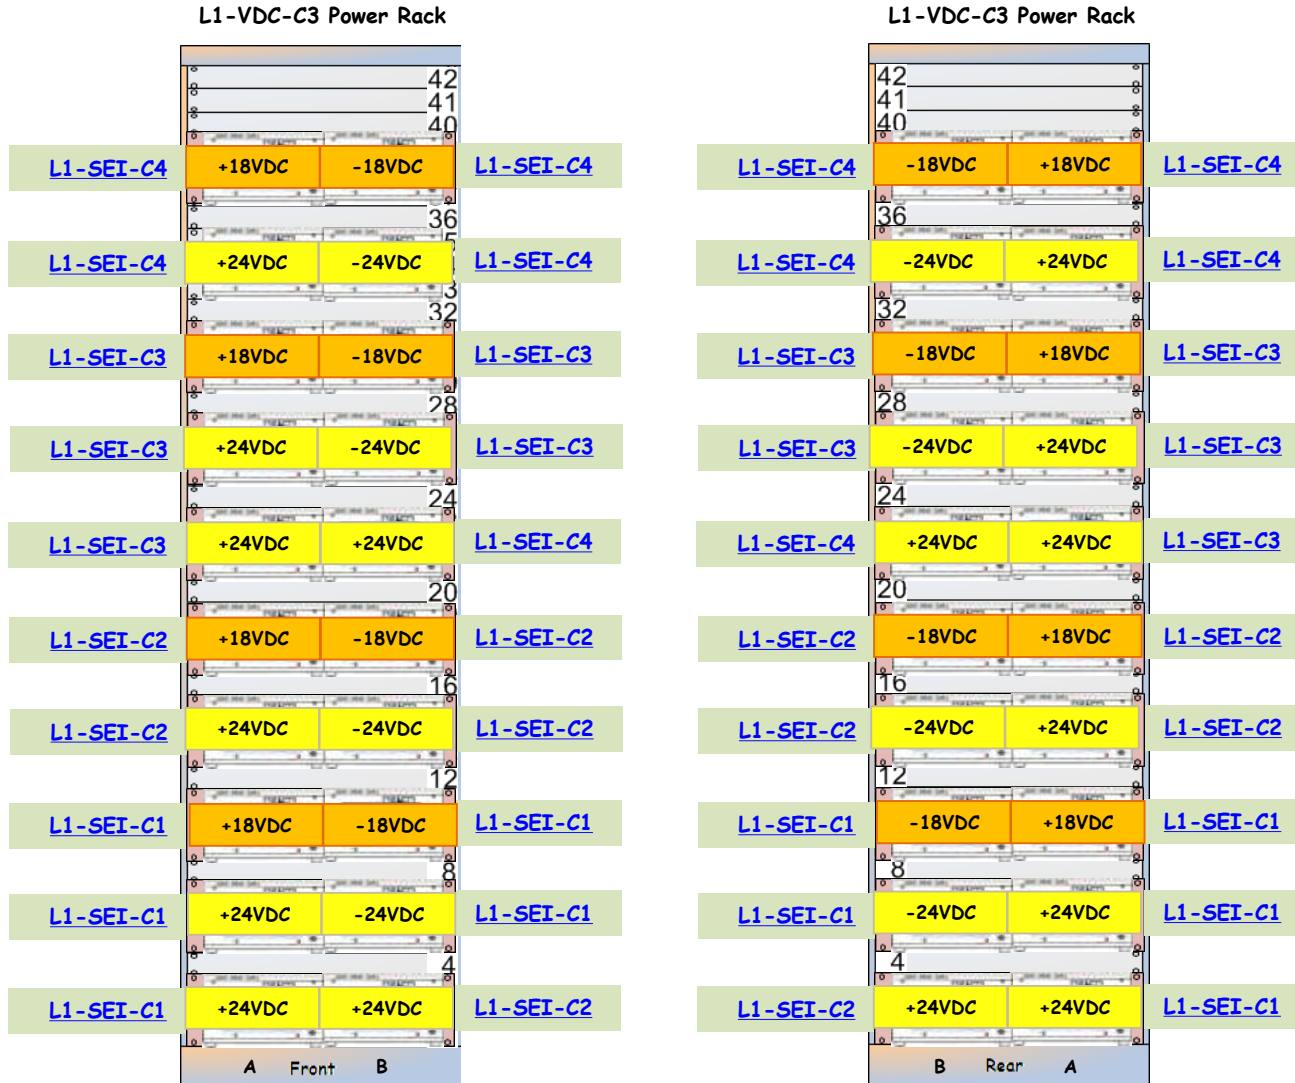 L1-VDC-C3 Power Rack
42
41
40
L1-SEI-C4 +18VDC -18VDC L1-SEI-C4
36
L1-SEI-C4 +24VDC -24VDC L1-SEI-C4
32
L1-SEI-C3 +18VDC -18VDC L1-SEI-C3
28
L1-SEI-C3 +24VDC -24VDC L1-SEI-C3
24
L1-SEI-C3 +24VDC +24VDC L1-SEI-C4
20
L1-SEI-C2 +18VDC -18VDC L1-SEI-C2
16
L1-SEI-C2 +24VDC -24VDC L1-SEI-C2
12
L1-SEI-C1 +18VDC -18VDC L1-SEI-C1
8
L1-SEI-C1 +24VDC -24VDC L1-SEI-C1
4
L1-SEI-C1 +24VDC +24VDC L1-SEI-C2
A Front B
L1-VDC-C3 Power Rack
42
41
40
L1-SEI-C4 -18VDC +18VDC L1-SEI-C4
36
L1-SEI-C4 -24VDC +24VDC L1-SEI-C4
32
L1-SEI-C3 -18VDC +18VDC L1-SEI-C3
28
L1-SEI-C3 -24VDC +24VDC L1-SEI-C3
24
L1-SEI-C4 +24VDC +24VDC L1-SEI-C3
20
L1-SEI-C2 -18VDC +18VDC L1-SEI-C2
16
L1-SEI-C2 -24VDC +24VDC L1-SEI-C2
12
L1-SEI-C1 -18VDC +18VDC L1-SEI-C1
8
L1-SEI-C1 -24VDC +24VDC L1-SEI-C1
4
L1-SEI-C2 +24VDC +24VDC L1-SEI-C1
B Rear A